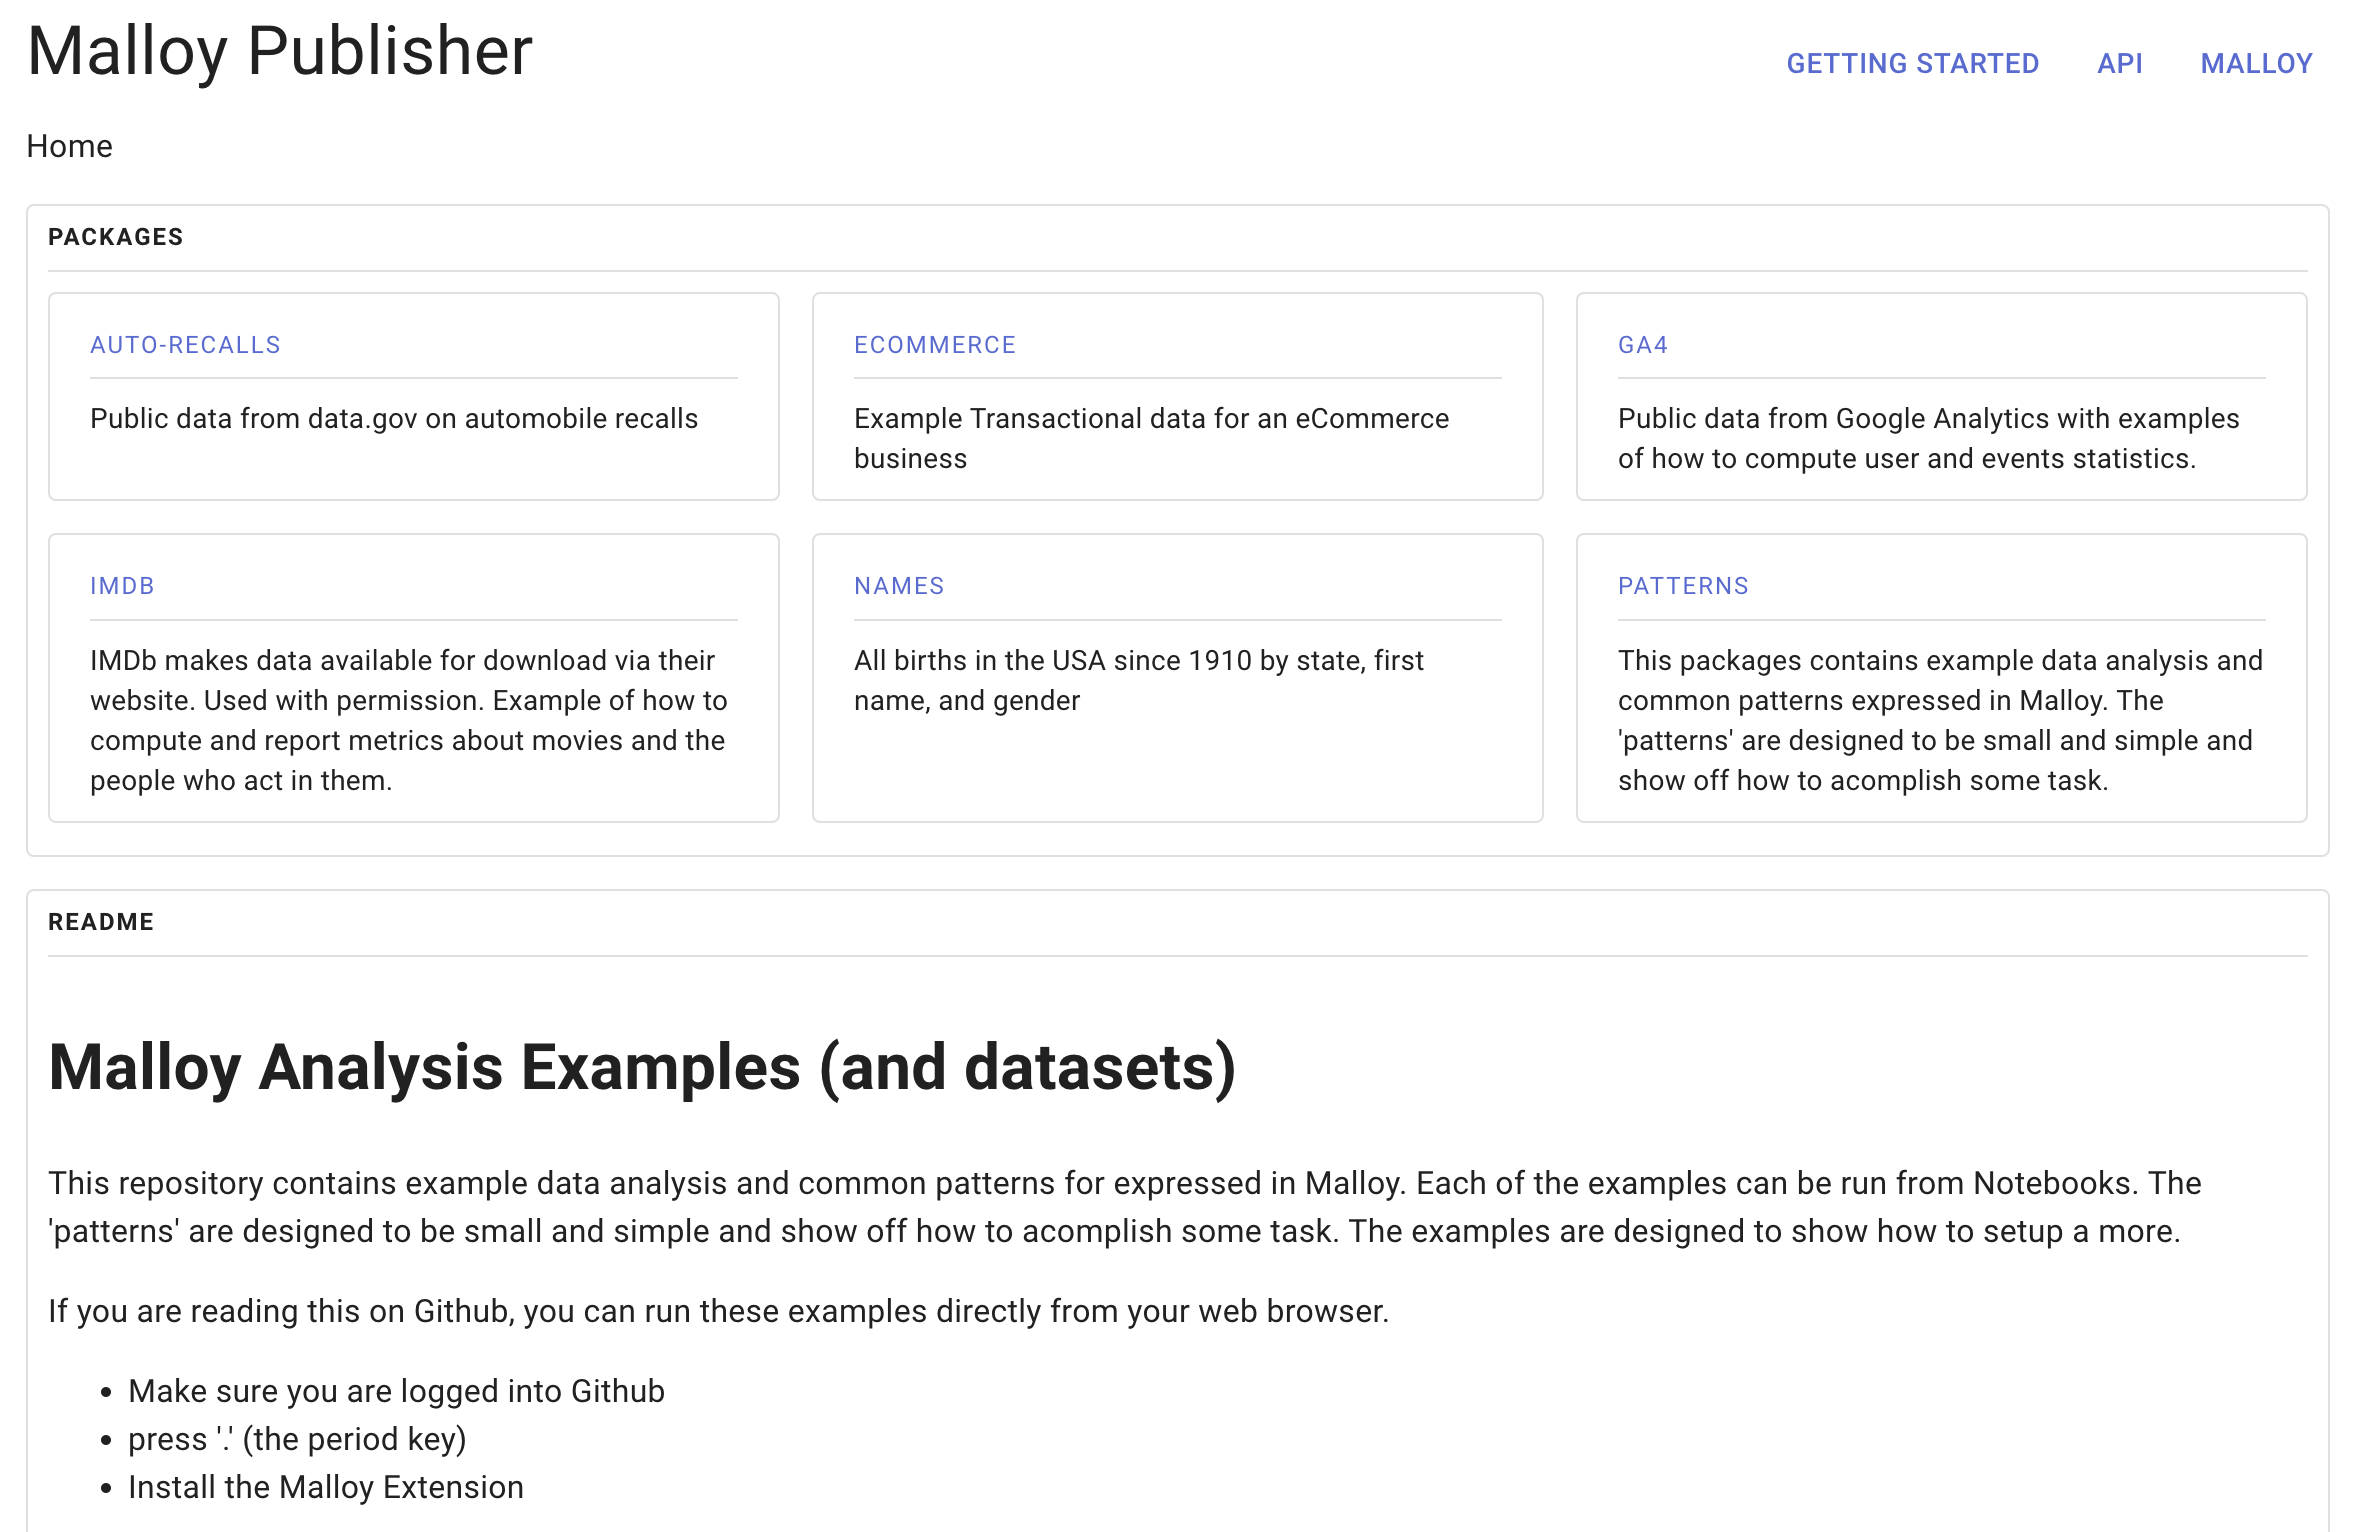 Malloy Publisher
GETTING STARTED API MALLOY
Home
PACKAGES
AUTO-RECALLS
Public data from data.gov on automobile recalls
ECOMMERCE
Example Transactional data for an eCommerce
business
GA4
Public data from Google Analytics with examples
of how to compute user and events statistics.
IMDB
IMDb makes data available for download via their
website. Used with permission. Example of how to
compute and report metrics about movies and the
people who act in them.
NAMES
All births in the USA since 1910 by state, first
name, and gender
PATTERNS
This packages contains example data analysis and
common patterns expressed in Malloy. The
'patterns' are designed to be small and simple and
show off how to acomplish some task.
README
Malloy Analysis Examples (and datasets)
This repository contains example data analysis and common patterns for expressed in Malloy. Each of the examples can be run from Notebooks. The
'patterns' are designed to be small and simple and show off how to acomplish some task. The examples are designed to show how to setup a more.
If you are reading this on Github, you can run these examples directly from your web browser.
• Make sure you are logged into Github
• press '.' (the period key)
• Install the Malloy Extension